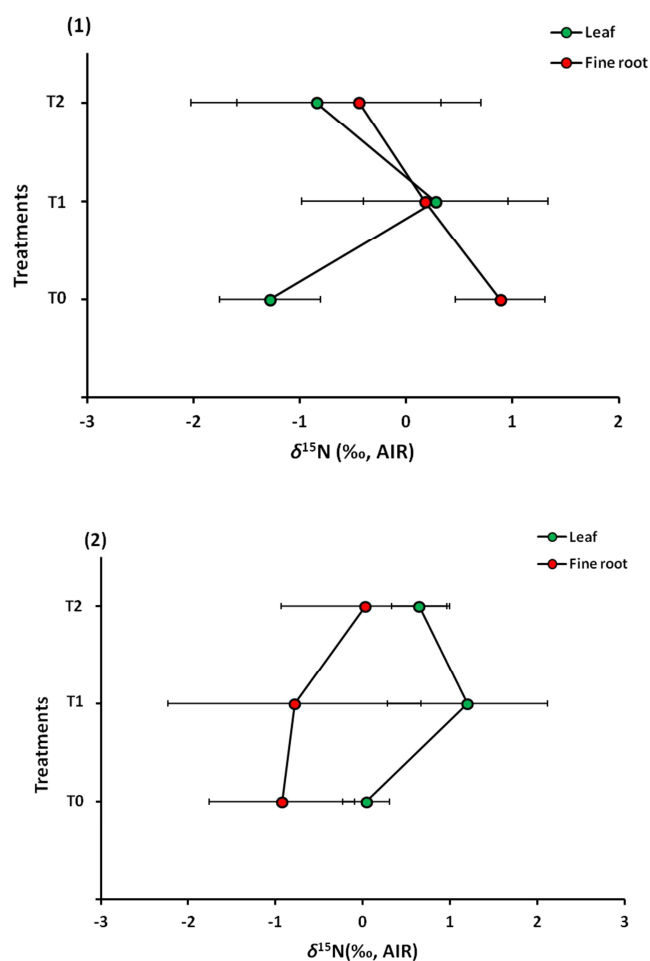 (1)
Leaf
Fine root
T2
T1
T0
Treatments
-3 -2 -1 0 1 2
δ¹⁵N (‰, AIR)
(2)
Leaf
Fine root
T2
T1
T0
Treatments
-3 -2 -1 0 1 2 3
δ¹⁵N(‰, AIR)